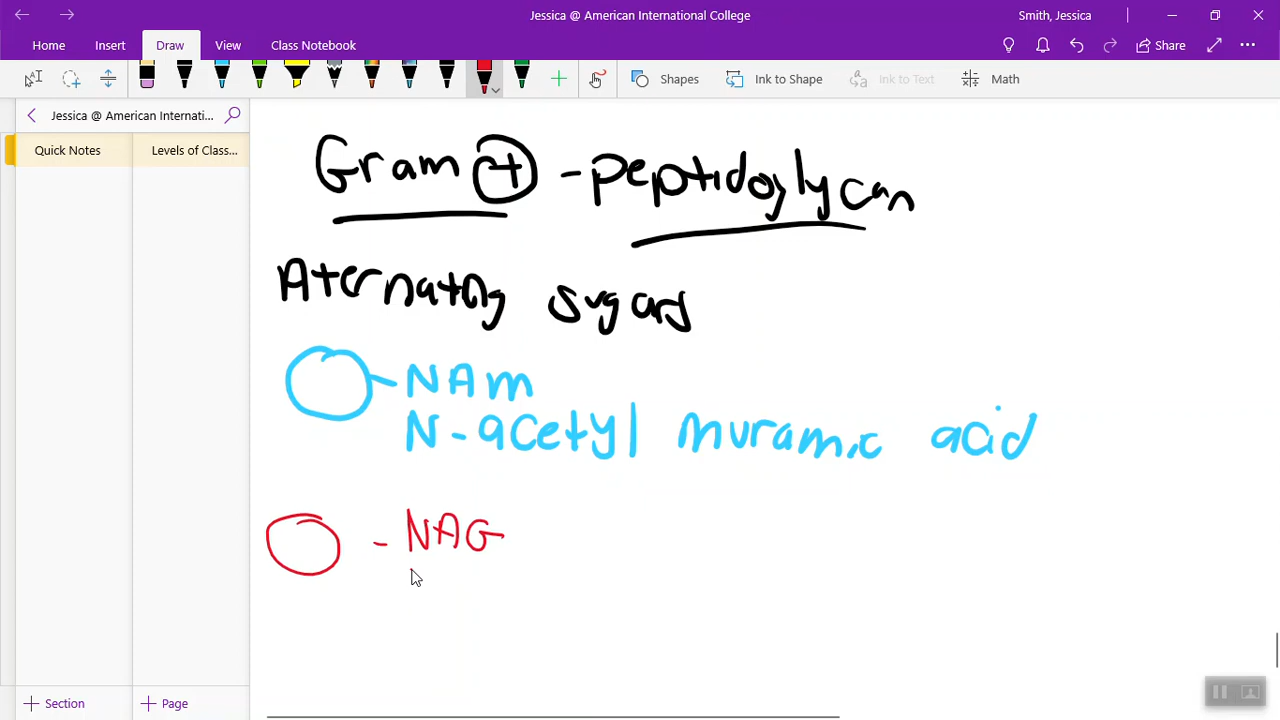 Jessica @ American International College
Smith, Jessica
Home Insert Draw View Class Notebook
Share
Shapes Ink to Shape Ink to Text Math
Jessica @ American Internati...
Quick Notes
Levels of Class...
Gram + - peptidoglycan
Aternatng sugars
- NAm
N-acetyl muramic acid
- NAG
+ Section
+ Page